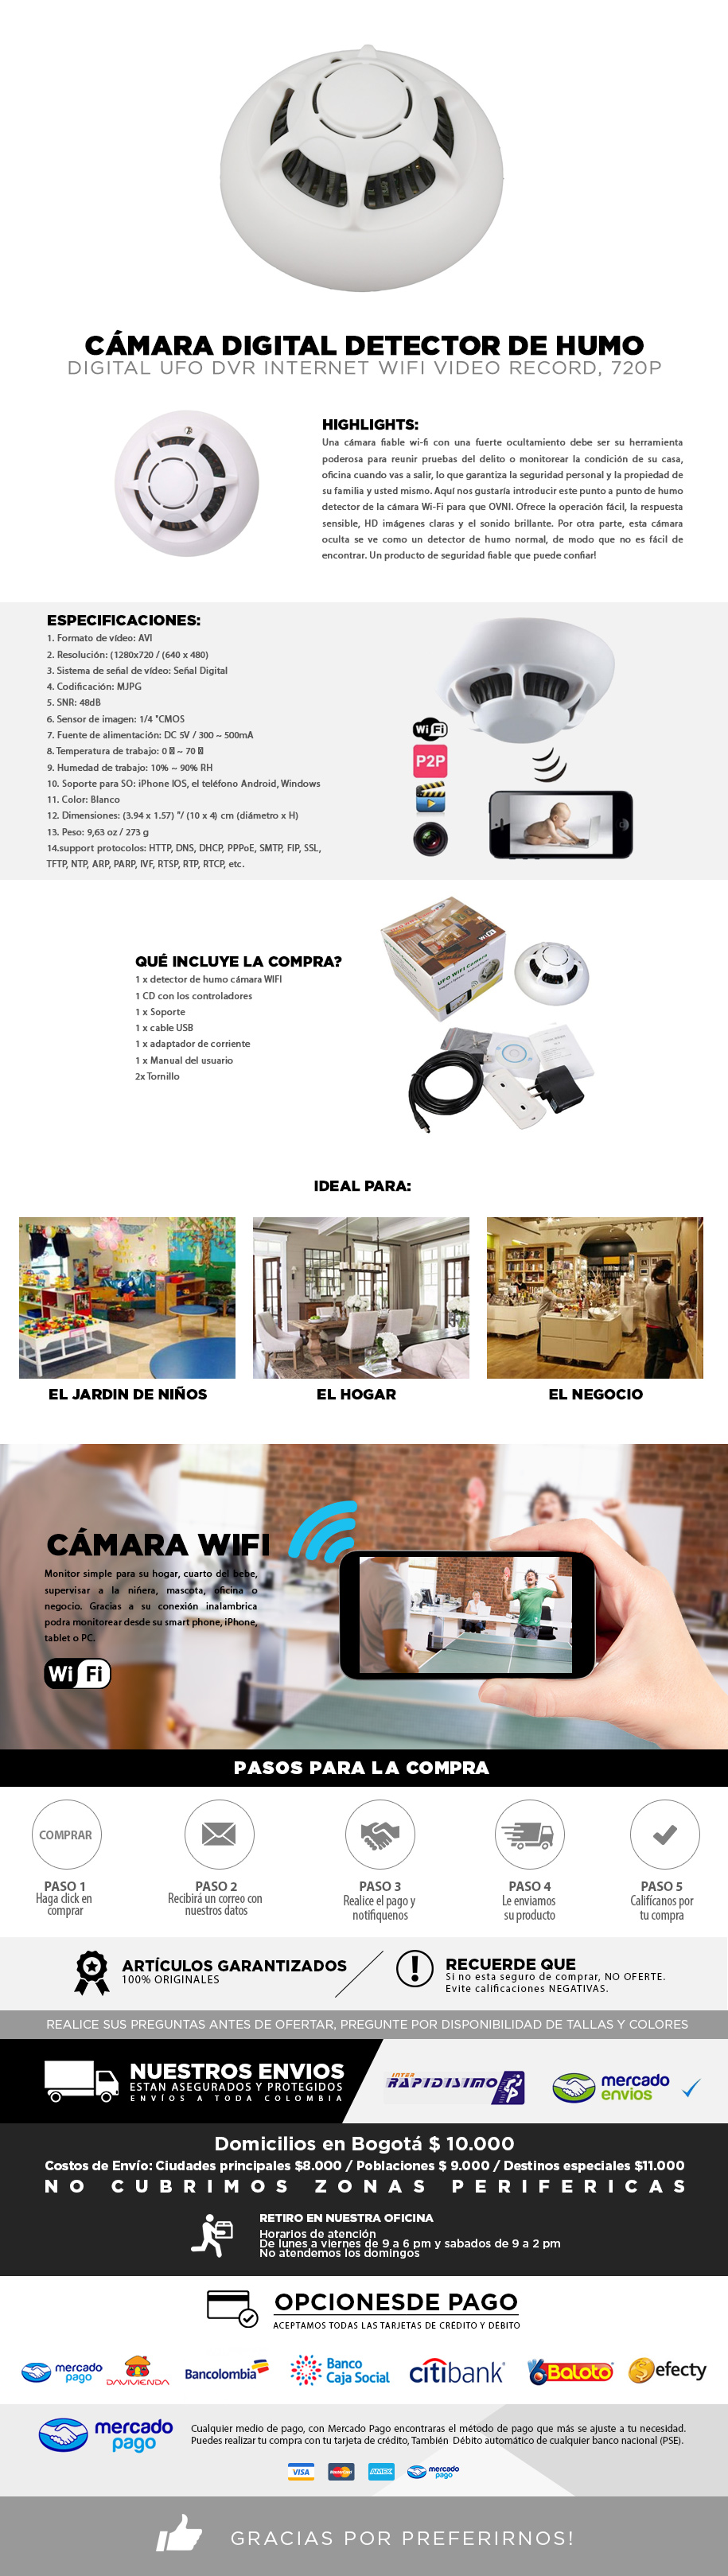 CÁMARA DIGITAL DETECTOR DE HUMO
DIGITAL UFO DVR INTERNET WIFI VIDEO RECORD, 720P
HIGHLIGHTS:
Una cámara fiable wi-fi con una fuerte ocultamiento debe ser su herramienta
poderosa para reunir pruebas del delito o monitorear la condición de su casa,
oficina cuando vas a salir, lo que garantiza la seguridad personal y la propiedad de
su familia y usted mismo. Aquí nos gustaría introducir este punto a punto de humo
detector de la cámara Wi-Fi para que OVNI. Ofrece la operación fácil, la respuesta
sensible, HD imágenes claras y el sonido brillante. Por otra parte, esta cámara
oculta se ve como un detector de humo normal, de modo que no es fácil de
encontrar. Un producto de seguridad fiable que puede confiar!
ESPECIFICACIONES:
1. Formato de vídeo: AVI
2. Resolución: (1280x720 / (640 x 480)
3. Sistema de señal de vídeo: Señal Digital
4. Codificación: MJPG
5. SNR: 48dB
6. Sensor de imagen: 1/4 "CMOS
7. Fuente de alimentación: DC 5V / 300 ~ 500mA
8. Temperatura de trabajo: 0 ~ 70
9. Humedad de trabajo: 10% ~ 90% RH
10. Soporte para SO: iPhone IOS, el teléfono Android, Windows
11. Color: Blanco
12. Dimensiones: (3.94 x 1.57) "/ (10 x 4) cm (diámetro x H)
13. Peso: 9,63 oz / 273 g
14.support protocolos: HTTP, DNS, DHCP, PPPoE, SMTP, FIP, SSL,
TFTP, NTP, ARP, PARP, IVF, RTSP, RTP, RTCP, etc.
Wi Fi
P2P
QUÉ INCLUYE LA COMPRA?
1 x detector de humo cámara WIFI
1 CD con los controladores
1 x Soporte
1 x cable USB
1 x adaptador de corriente
1 x Manual del usuario
2x Tornillo
WiFi
UFO WIFI Camera
IDEAL PARA:
EL JARDIN DE NIÑOS
EL HOGAR
EL NEGOCIO
CÁMARA WIFI
Monitor simple para su hogar, cuarto del bebe,
supervisar a la niñera, mascota, oficina o
negocio. Gracias a su conexión inalambrica
podra monitorear desde su smart phone, iPhone,
tablet o PC.
Wi Fi
PASOS PARA LA COMPRA
COMPRAR
PASO 1
Haga click en
comprar
PASO 2
Recibirá un correo con
nuestros datos
PASO 3
Realice el pago y
notifiquenos
PASO 4
Le enviamos
su producto
PASO 5
Califícanos por
tu compra
ARTÍCULOS GARANTIZADOS
100% ORIGINALES
RECUERDE QUE
Si no esta seguro de comprar, NO OFERTE.
Evite calificaciones NEGATIVAS.
REALICE SUS PREGUNTAS ANTES DE OFERTAR, PREGUNTE POR DISPONIBILIDAD DE TALLAS Y COLORES
NUESTROS ENVIOS
ESTAN ASEGURADOS Y PROTEGIDOS
ENVÍOS A TODA COLOMBIA
INTER
RAPIDISIMO
mercado
envios
Domicilios en Bogotá $ 10.000
Costos de Envío: Ciudades principales $8.000 / Poblaciones $ 9.000 / Destinos especiales $11.000
NO CUBRIMOS ZONAS PERIFERICAS
RETIRO EN NUESTRA OFICINA
Horarios de atención
De lunes a viernes de 9 a 6 pm y sabados de 9 a 2 pm
No atendemos los domingos
OPCIONESDE PAGO
ACEPTAMOS TODAS LAS TARJETAS DE CRÉDITO Y DÉBITO
mercado
pago
DAVIVIENDA
Bancolombia
Banco
Caja Social
citibank
Baloto
efecty
mercado
pago
Cualquier medio de pago, con Mercado Pago encontraras el método de pago que más se ajuste a tu necesidad.
Puedes realizar tu compra con tu tarjeta de crédito, También Débito automático de cualquier banco nacional (PSE).
VISA
MasterCard
AMEX
mercado
pago
GRACIAS POR PREFERIRNOS!